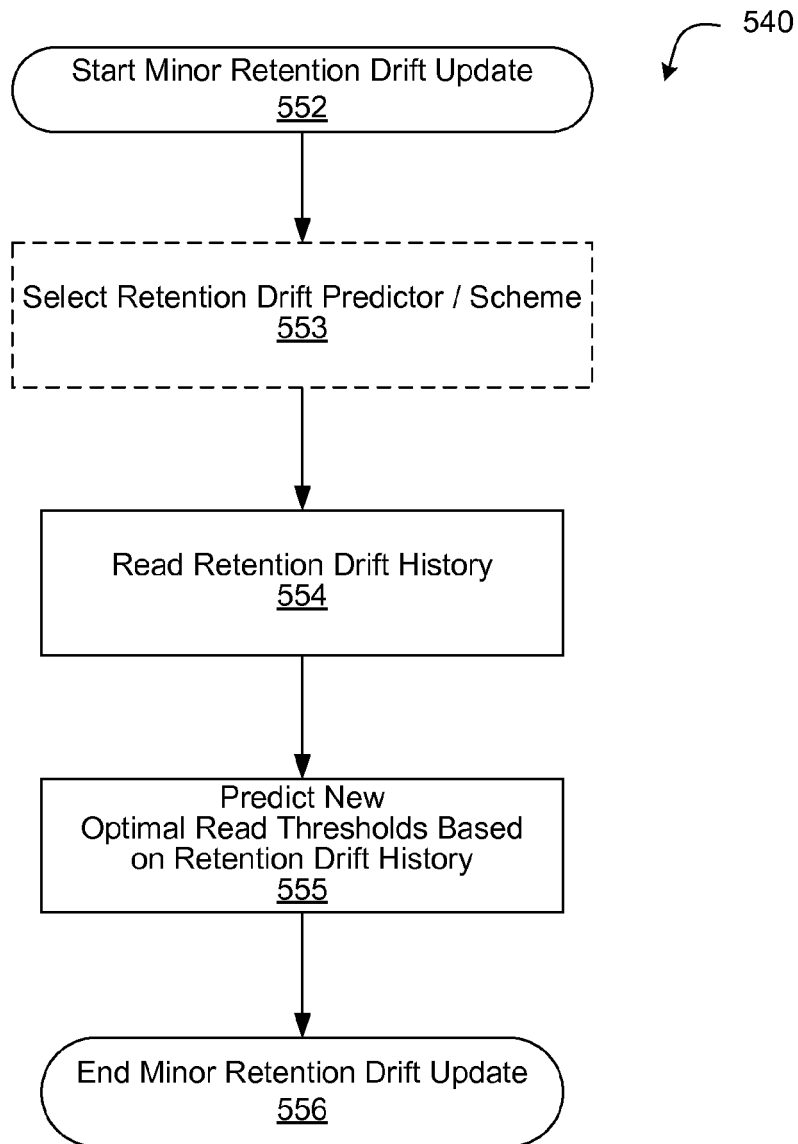 540
Start Minor Retention Drift Update
552
Select Retention Drift Predictor / Scheme
553
Read Retention Drift History
554
Predict New
Optimal Read Thresholds Based
on Retention Drift History
555
End Minor Retention Drift Update
556